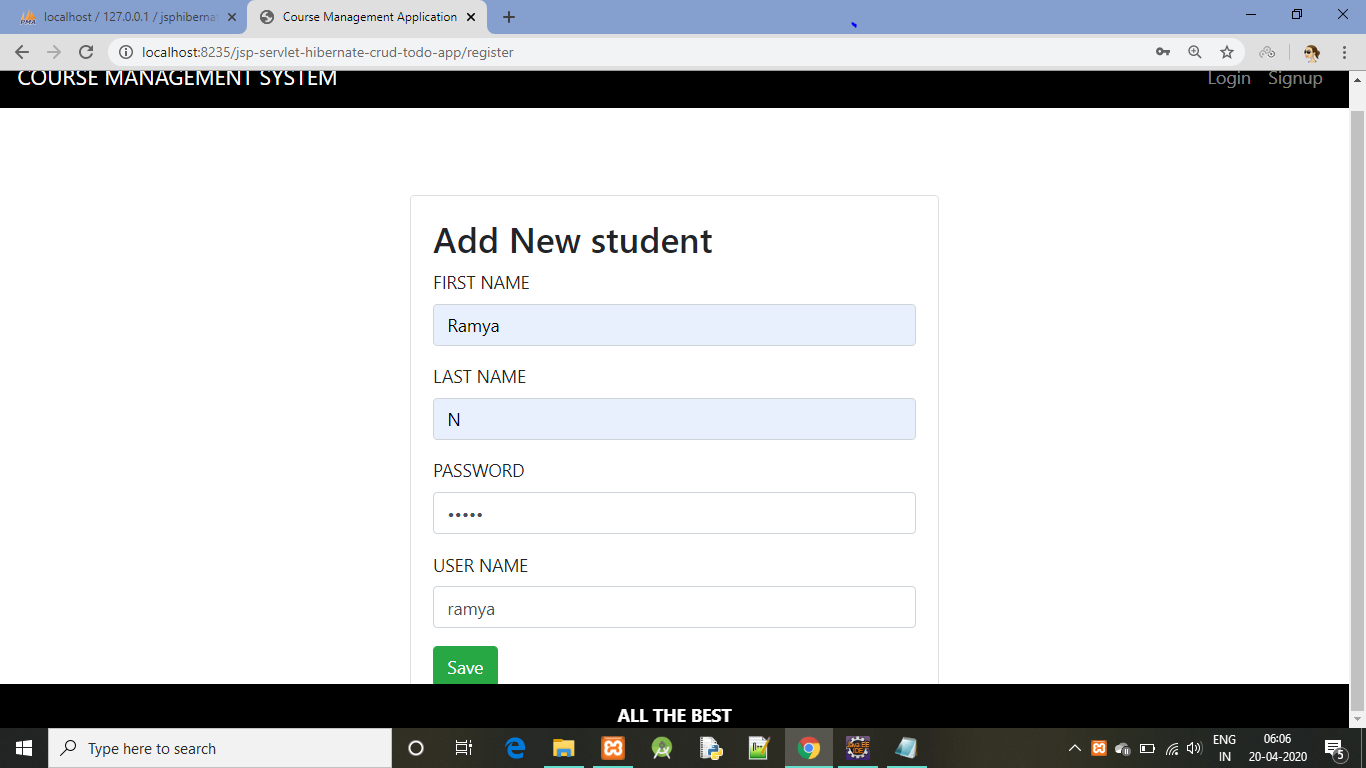 localhost / 127.0.0.1 / jsphiberna
Course Management Application
localhost:8235/jsp-servlet-hibernate-crud-todo-app/register
COURSE MANAGEMENT SYSTEM
Login Signup
Add New student
FIRST NAME
Ramya
LAST NAME
N
PASSWORD
•••••
USER NAME
ramya
Save
ALL THE BEST
Type here to search
ENG
IN
06:06
20-04-2020
5